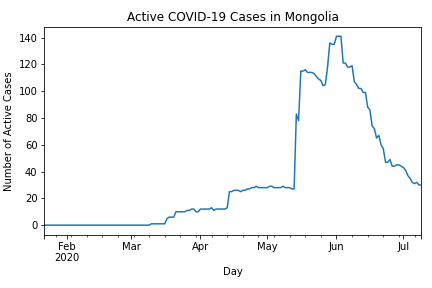 Active COVID-19 Cases in Mongolia
Number of Active Cases
140
120
100
80
60
40
20
0
Feb
2020
Mar
Apr
May
Jun
Jul
Day